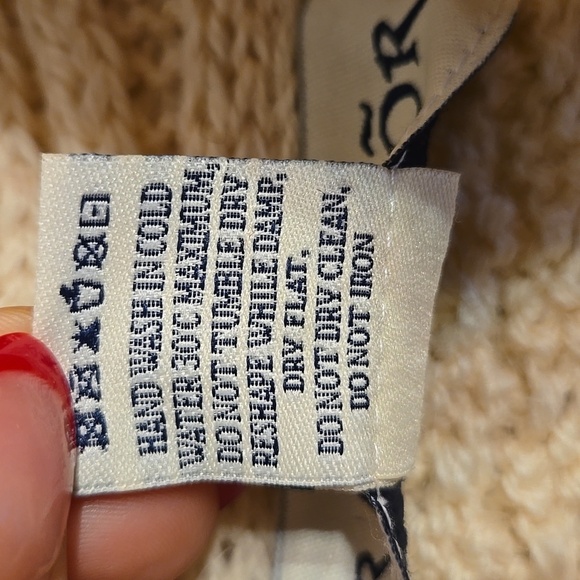 HAND WASH IN COLD
WATER 30'C MAXIMUM,
DO NOT TUMBLE DRY
RESHAPE WHILE DAMP,
DRY FLAT,
DO NOT DRY CLEAN,
DO NOT IRON
ŌR
R